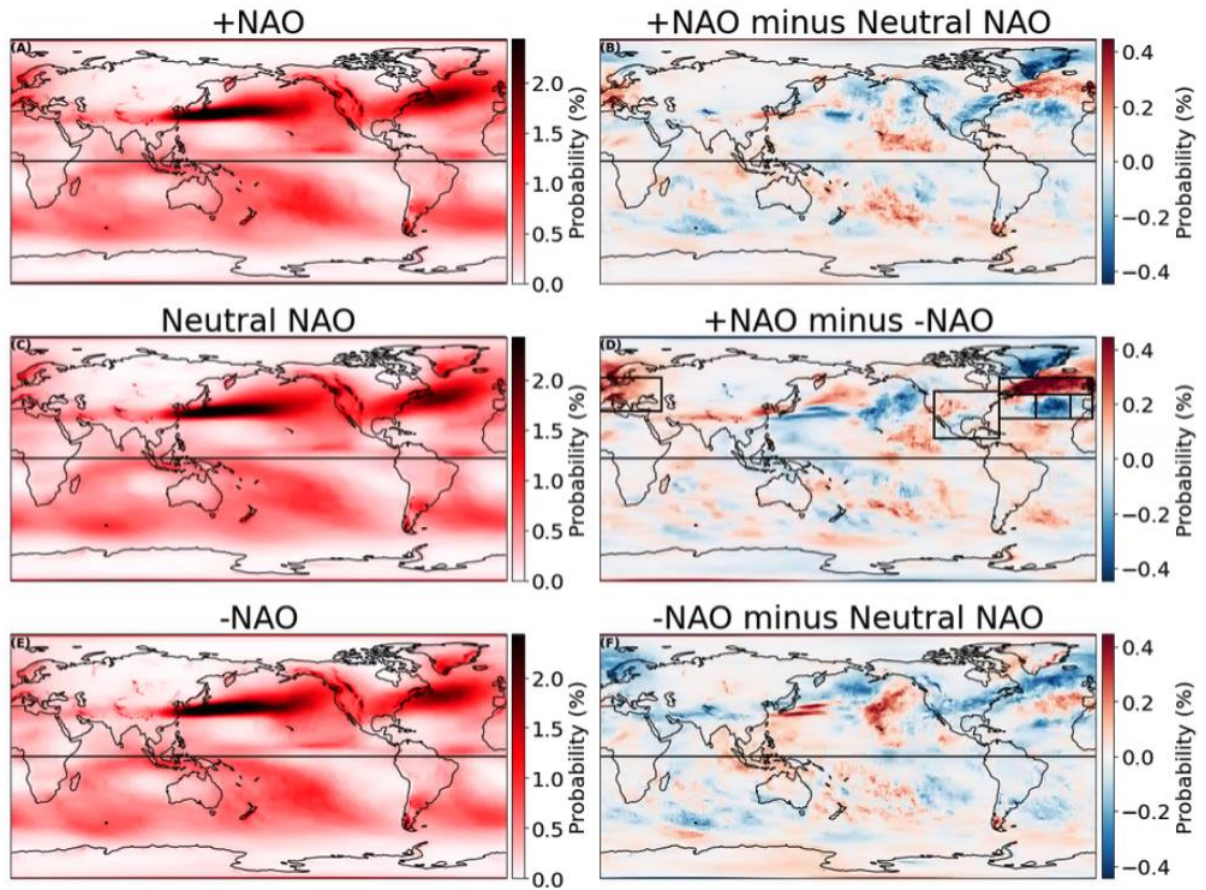 +NAO
(A)
2.0
1.5
1.0
0.5
0.0
Probability (%)
+NAO minus Neutral NAO
(B)
0.4
0.2
0.0
−0.2
−0.4
Probability (%)
Neutral NAO
(C)
2.0
1.5
1.0
0.5
0.0
Probability (%)
+NAO minus -NAO
(D)
0.4
0.2
0.0
−0.2
−0.4
Probability (%)
-NAO
(E)
2.0
1.5
1.0
0.5
0.0
Probability (%)
-NAO minus Neutral NAO
(F)
0.4
0.2
0.0
−0.2
−0.4
Probability (%)